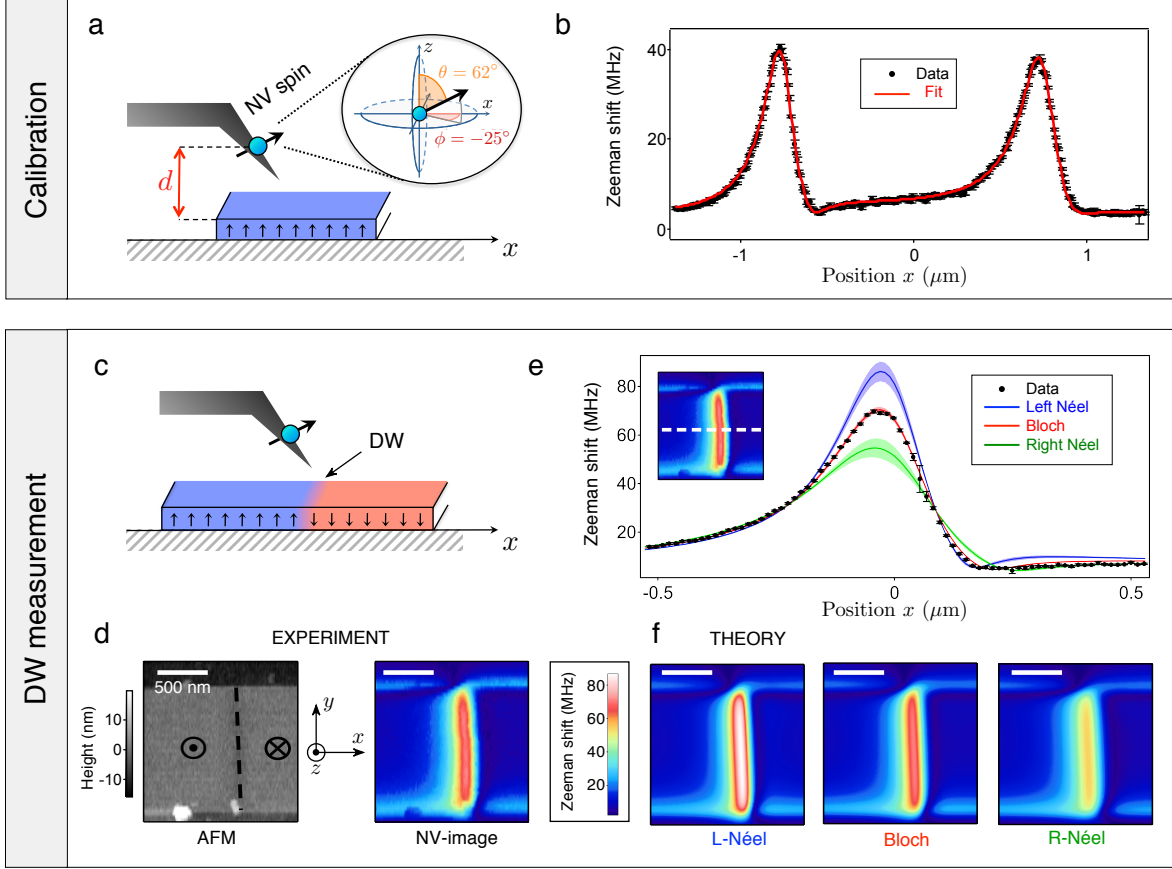 Calibration
a
NV spin
z
θ = 62°
x
ϕ = −25°
d
x
b
Zeeman shift (MHz)
40
20
0
Data
Fit
-1
0
1
Position x (μm)
DW measurement
c
DW
x
e
Zeeman shift (MHz)
80
60
40
20
Data
Left Néel
Bloch
Right Néel
-0.5
0
0.5
Position x (μm)
d
EXPERIMENT
500 nm
Height (nm)
10
0
-10
y
x
z
AFM
NV-image
Zeeman shift (MHz)
80
60
40
20
f
THEORY
L-Néel
Bloch
R-Néel